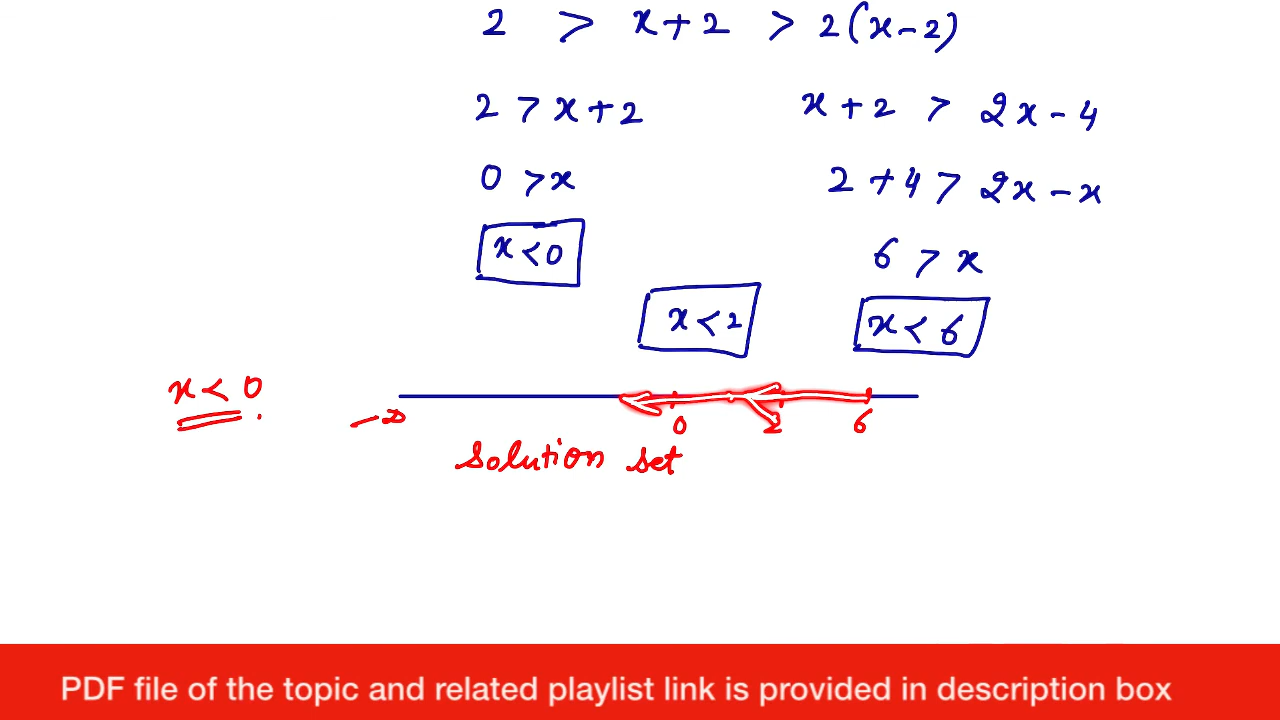 2 > x+2 > 2(x-2)
2 > x+2 x+2 > 2x-4
0 > x 2+4 > 2x-x
x<0 6 > x
x<2 x<6
x<0
-∞ 0 2 6
Solution set
PDF file of the topic and related playlist link is provided in description box